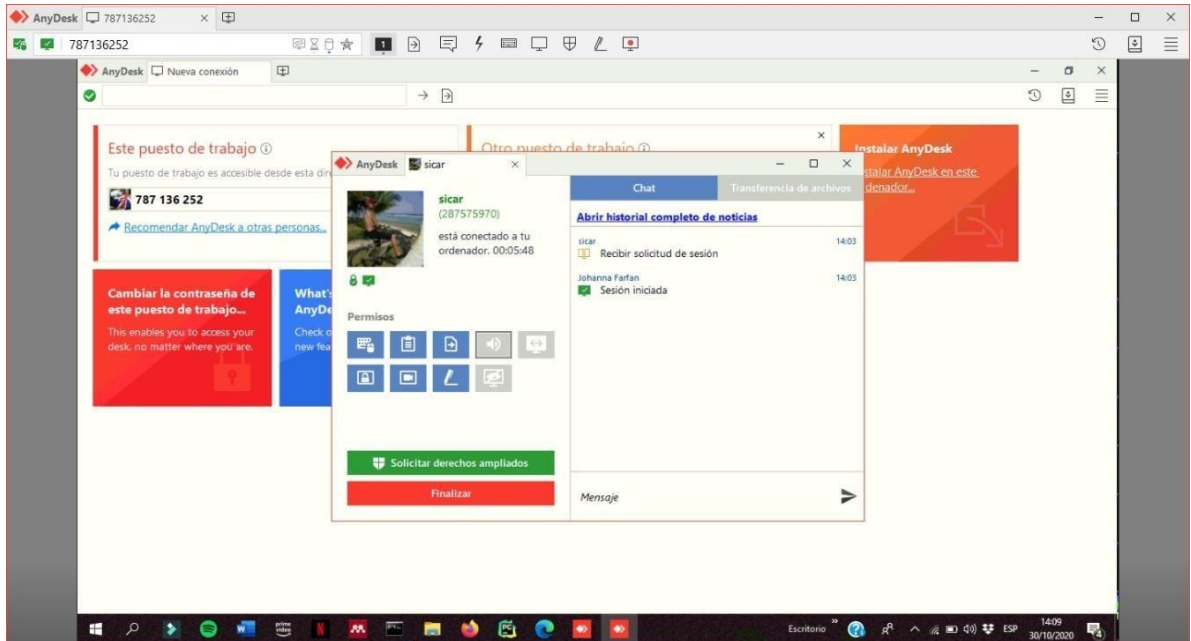 AnyDesk 787136252
787136252
1
AnyDesk Nueva conexión
Este puesto de trabajo
Tu puesto de trabajo es accesible desde esta
787 136 252
Recomendar AnyDesk a otras personas...
Otro puesto de trabajo
Instalar AnyDesk
AnyDesk en este
Cambiar la contraseña de
este puesto de trabajo...
This enables you to access your
desk, no matter where you are.
What's
AnyDe
Check o
new fea
AnyDesk sicar
sicar
(287575970)
está conectado a tu
ordenador. 00:05:48
Permisos
Solicitar derechos ampliados
Finalizar
Chat Transferencia de archivos
Abrir historial completo de noticias
sicar 14:03
Recibir solicitud de sesión
Johanna Farfan 14:03
Sesión iniciada
Mensaje
prime
video
Escritorio
ESP
14:09
30/10/2020